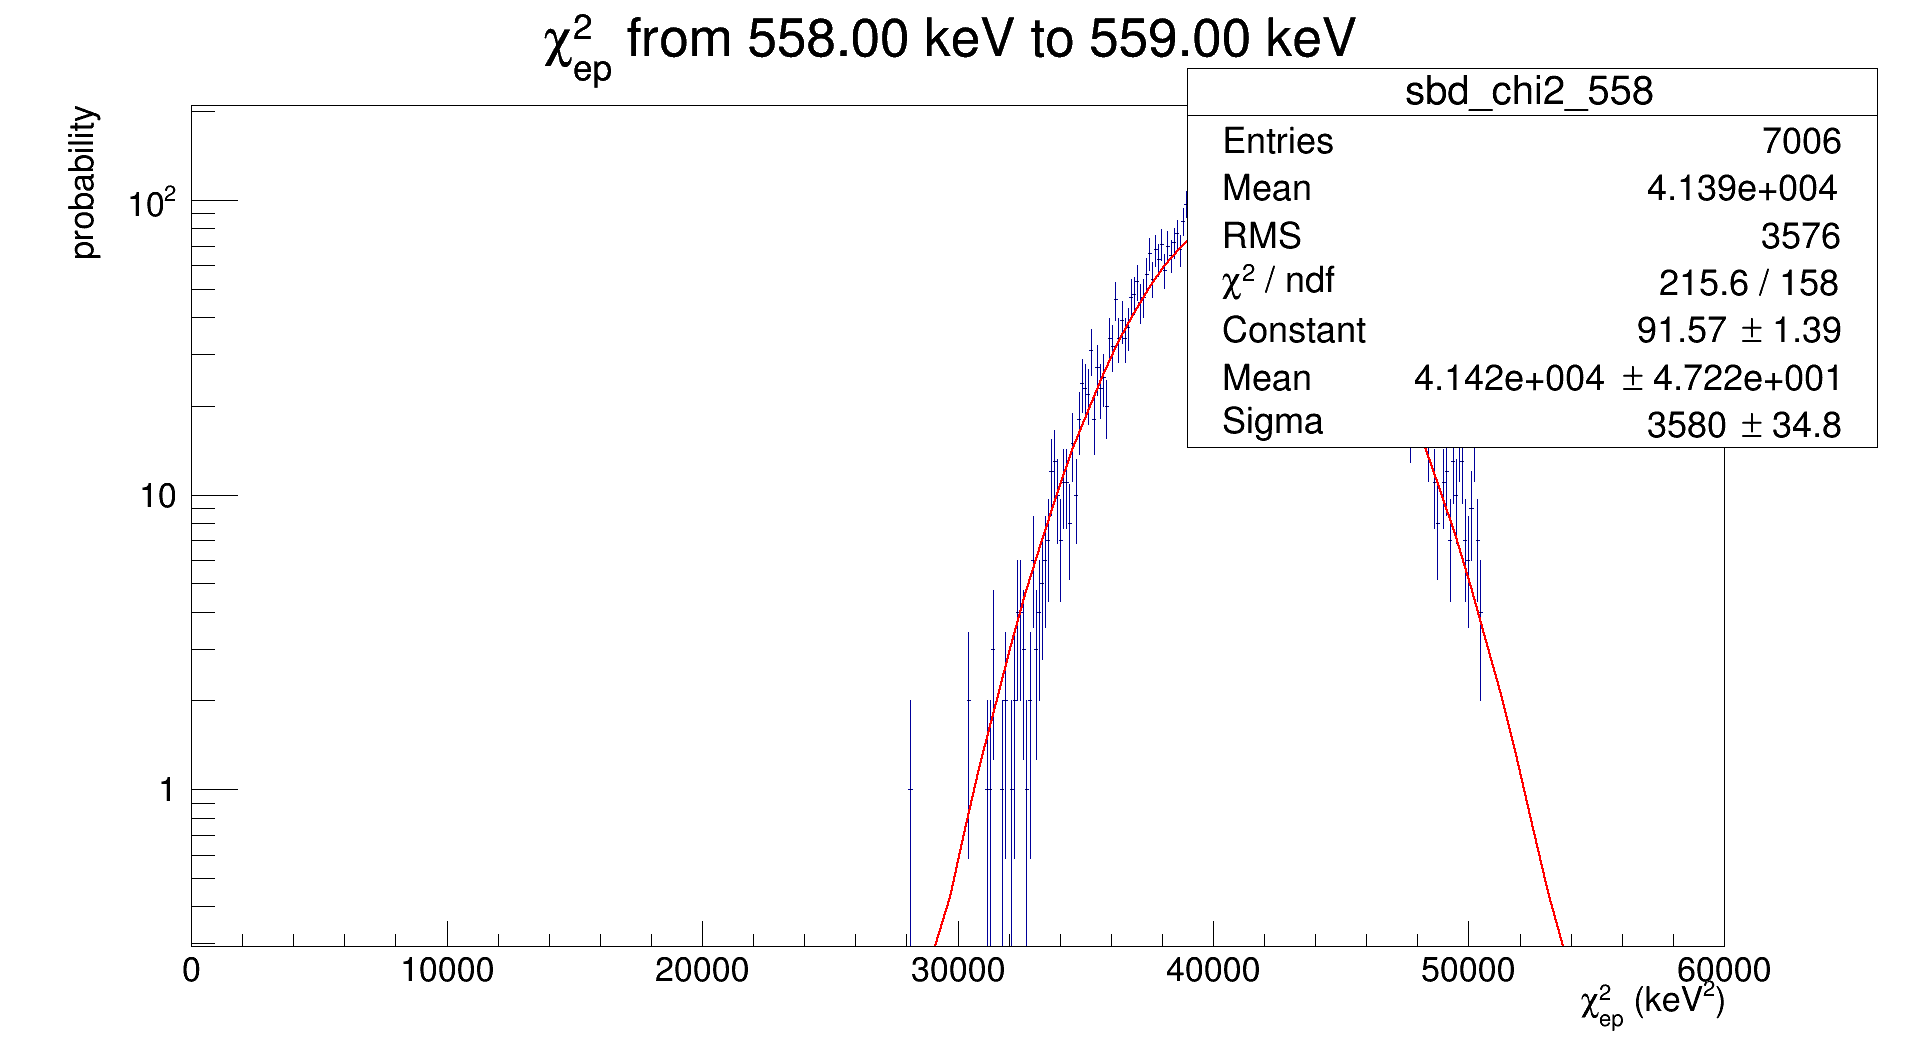 χ²ep from 558.00 keV to 559.00 keV
sbd_chi2_558
Entries 7006
Mean 4.139e+004
RMS 3576
χ² / ndf 215.6 / 158
Constant 91.57 ± 1.39
Mean 4.142e+004 ± 4.722e+001
Sigma 3580 ± 34.8
probability
10²
10
1
0 10000 20000 30000 40000 50000 60000
χ²ep (keV²)